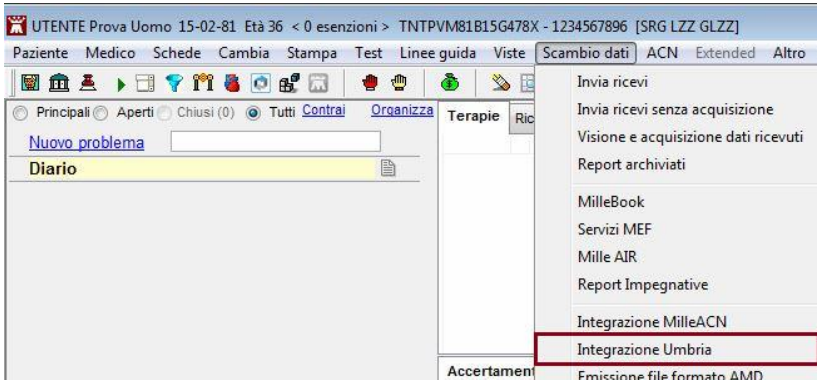 UTENTE Prova Uomo 15-02-81 Età 36 < 0 esenzioni > TNTPVM81B15G478X - 1234567896 [SRG LZZ GLZZ]
Paziente Medico Schede Cambia Stampa Test Linee guida Viste Scambio dati ACN Extended Altro
Principali Aperti Chiusi (0) Tutti Contrai Organizza
Nuovo problema
Diario
Terapie Ric
Invia ricevi
Invia ricevi senza acquisizione
Visione e acquisizione dati ricevuti
Report archiviati
MilleBook
Servizi MEF
Mille AIR
Report Impegnative
Integrazione MilleACN
Integrazione Umbria
Emissione file formato AMD
Accertament